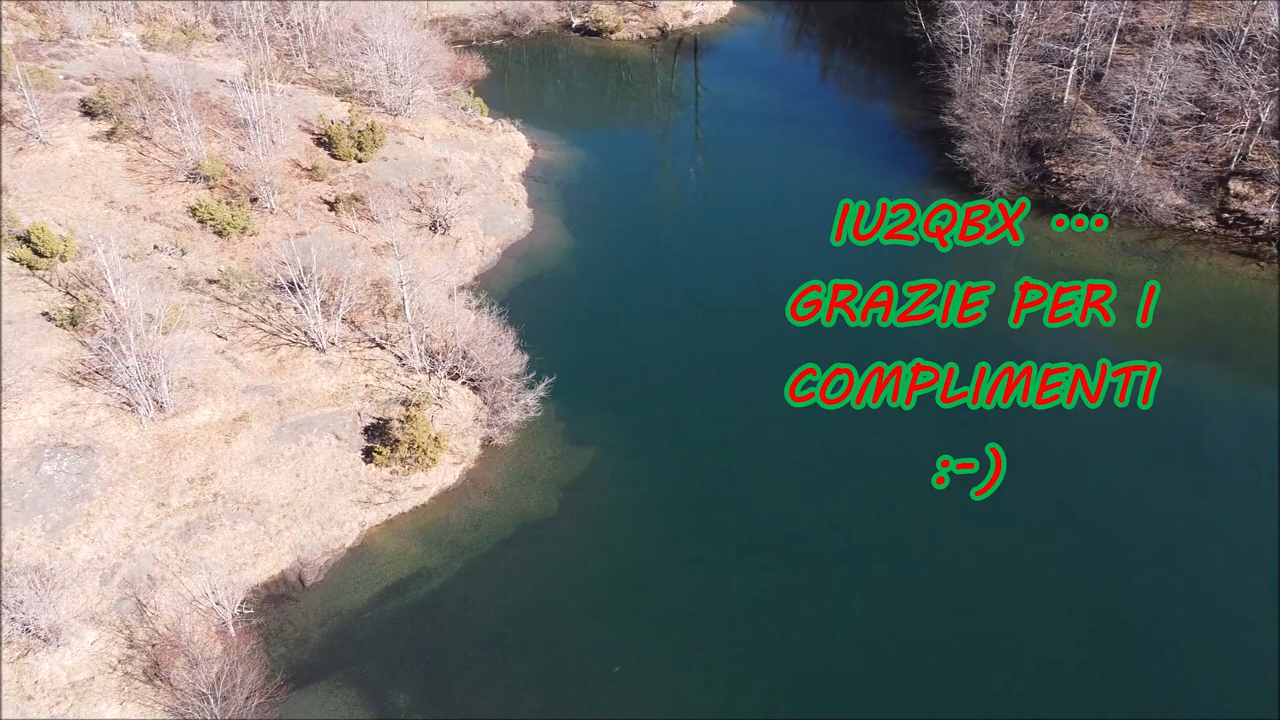 IU2QBX ...
GRAZIE PER I
COMPLIMENTI
:-)